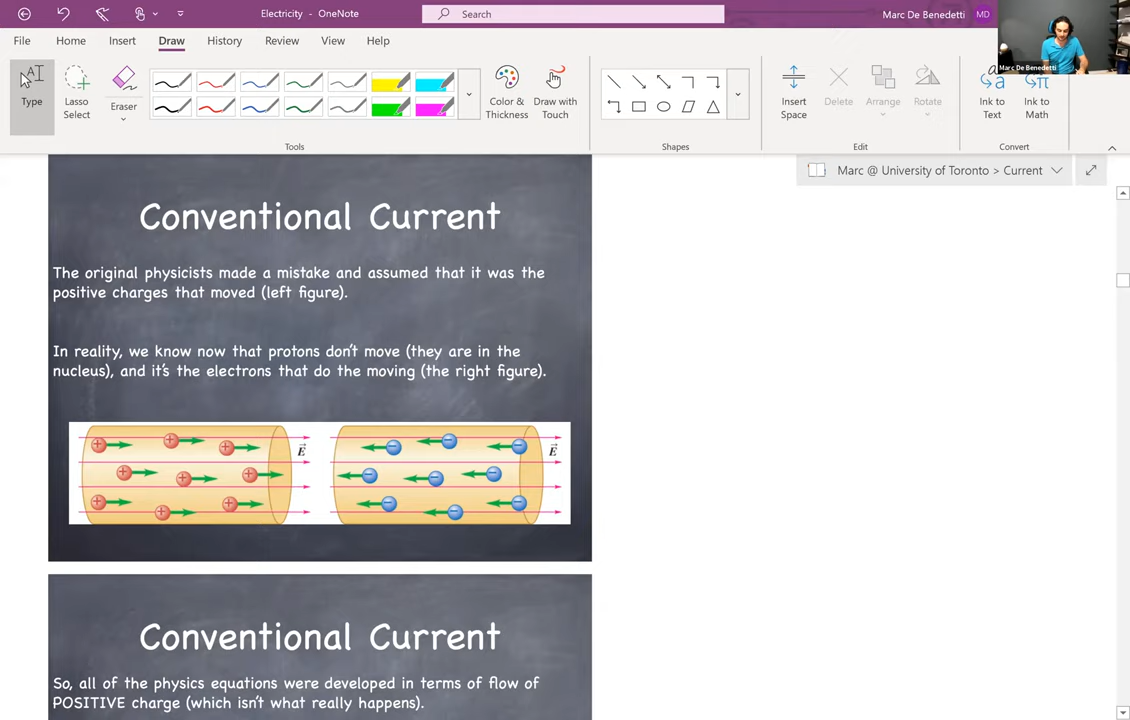 Electricity - OneNote
Search
Marc De Benedetti
MD
Marc De Benedetti
File
Home
Insert
Draw
History
Review
View
Help
Type
Lasso
Select
Eraser
Color &
Thickness
Draw with
Touch
Insert
Space
Delete
Arrange
Rotate
Ink to
Text
Ink to
Math
Tools
Shapes
Edit
Convert
Marc @ University of Toronto > Current
Conventional Current
The original physicists made a mistake and assumed that it was the
positive charges that moved (left figure).
In reality, we know now that protons don't move (they are in the
nucleus), and it's the electrons that do the moving (the right figure).
E
E
Conventional Current
So, all of the physics equations were developed in terms of flow of
POSITIVE charge (which isn't what really happens).